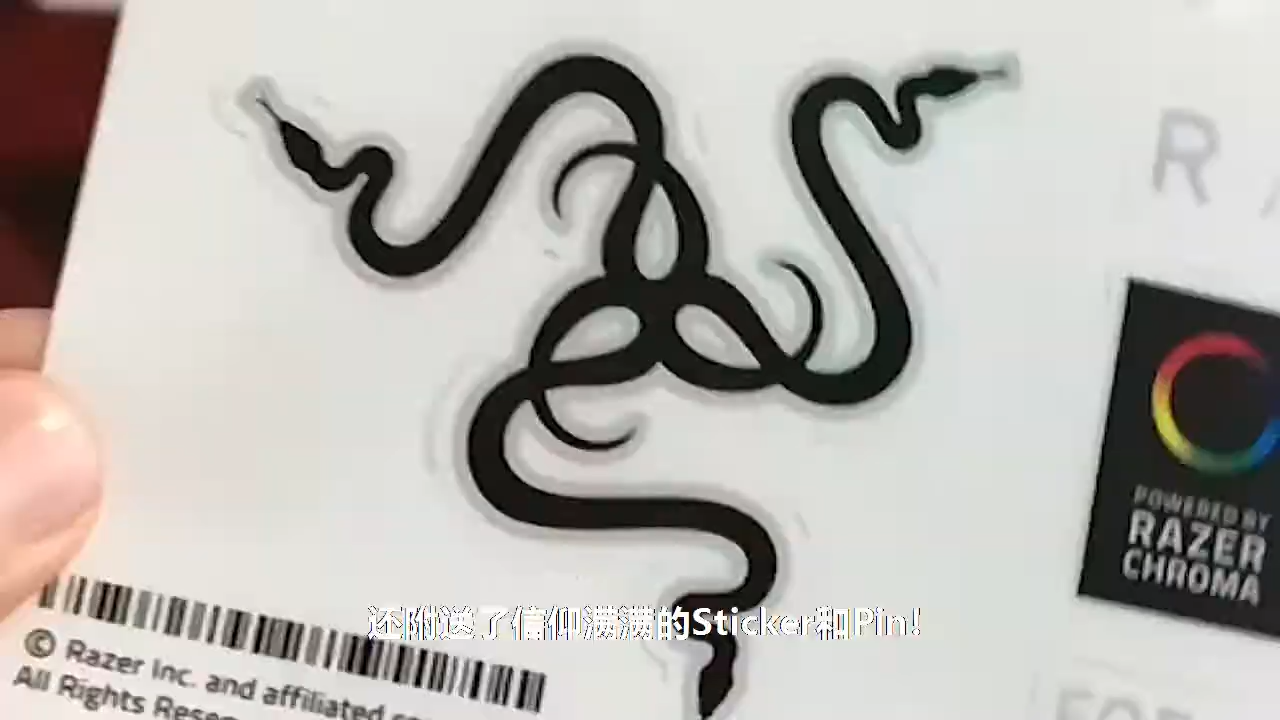 R
POWERED BY
RAZER
CHROMA
还附送了信仰满满的Sticker和Pin!
© Razer Inc. and affiliated
All Rights
FOR